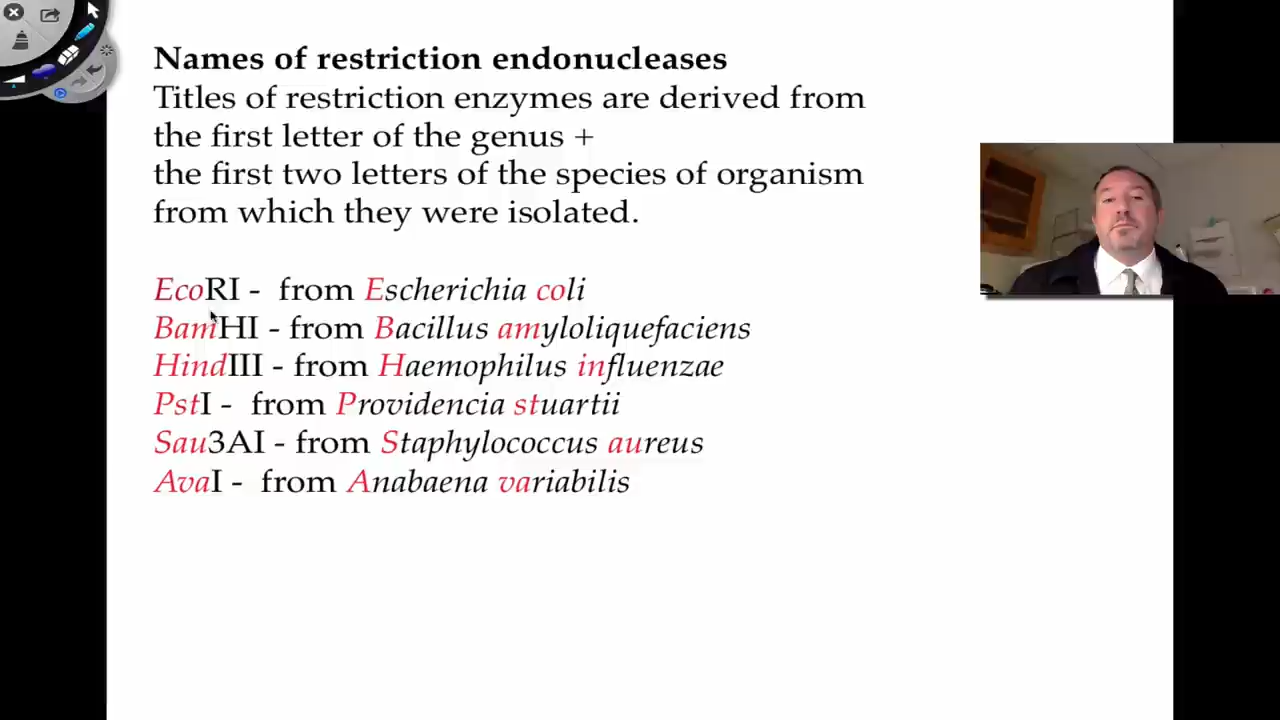 Names of restriction endonucleases
Titles of restriction enzymes are derived from
the first letter of the genus +
the first two letters of the species of organism
from which they were isolated.
EcoRI - from Escherichia coli
BamHI - from Bacillus amyloliquefaciens
HindIII - from Haemophilus influenzae
PstI - from Providencia stuartii
Sau3AI - from Staphylococcus aureus
AvaI - from Anabaena variabilis